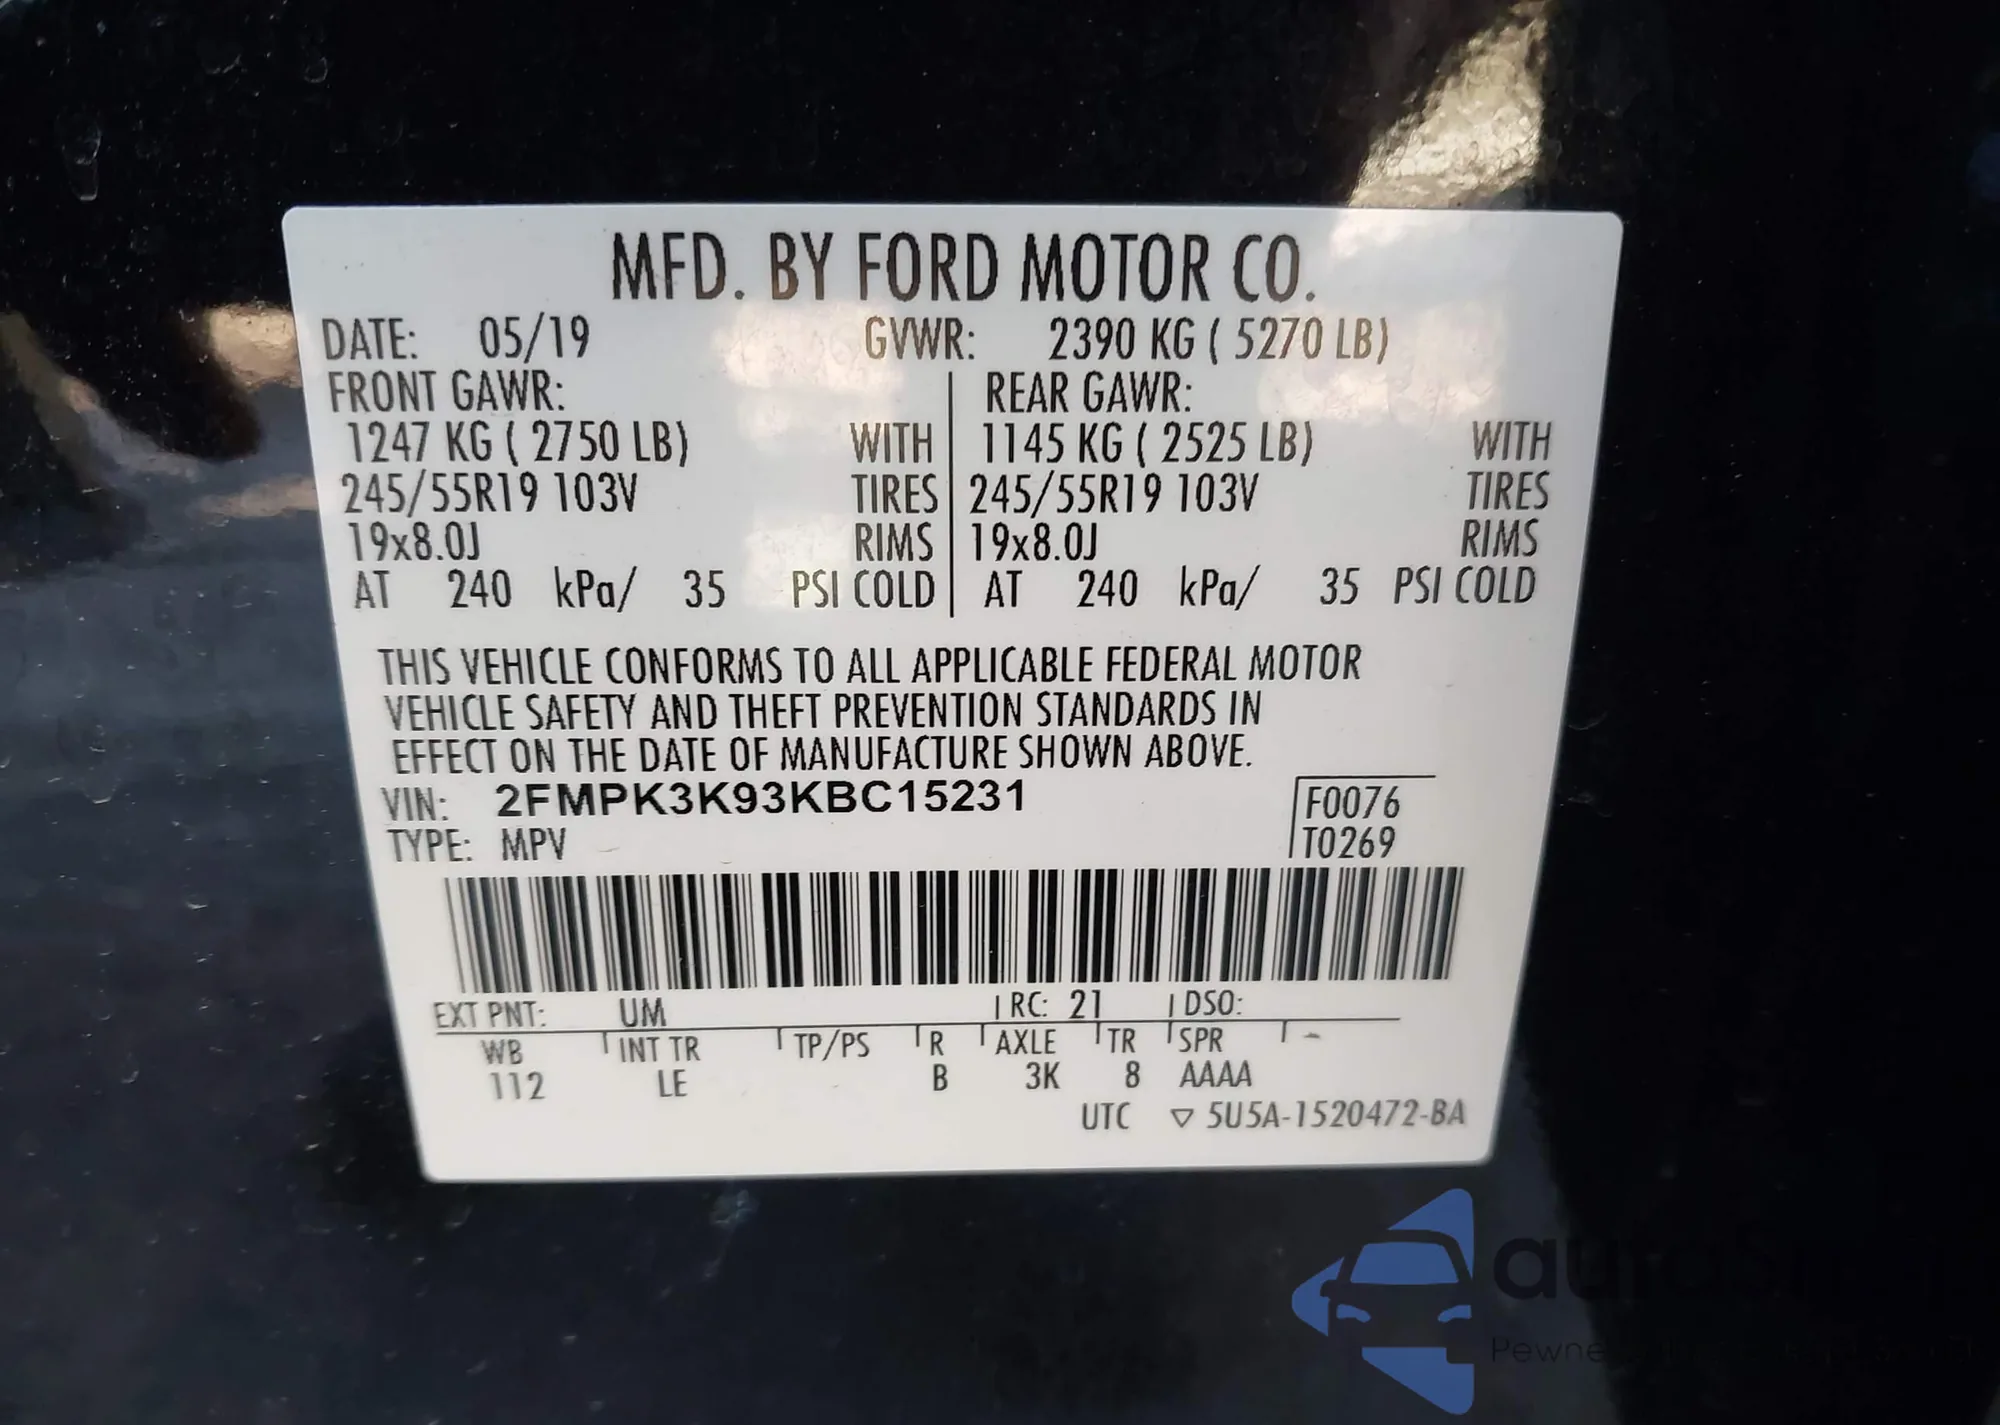 MFD. BY FORD MOTOR CO.
DATE: 05/19 GVWR: 2390 KG ( 5270 LB)
FRONT GAWR: REAR GAWR:
1247 KG ( 2750 LB) WITH 1145 KG ( 2525 LB) WITH
245/55R19 103V TIRES 245/55R19 103V TIRES
19x8.0J RIMS 19x8.0J RIMS
AT 240 kPa/ 35 PSI COLD AT 240 kPa/ 35 PSI COLD
THIS VEHICLE CONFORMS TO ALL APPLICABLE FEDERAL MOTOR
VEHICLE SAFETY AND THEFT PREVENTION STANDARDS IN
EFFECT ON THE DATE OF MANUFACTURE SHOWN ABOVE.
VIN: 2FMPK3K93KBC15231 F0076
TYPE: MPV T0269
EXT PNT: UM RC: 21 DSO:
WB INT TR TP/PS R AXLE TR SPR -
112 LE B 3K 8 AAAA
UTC ▽ 5U5A-1520472-BA